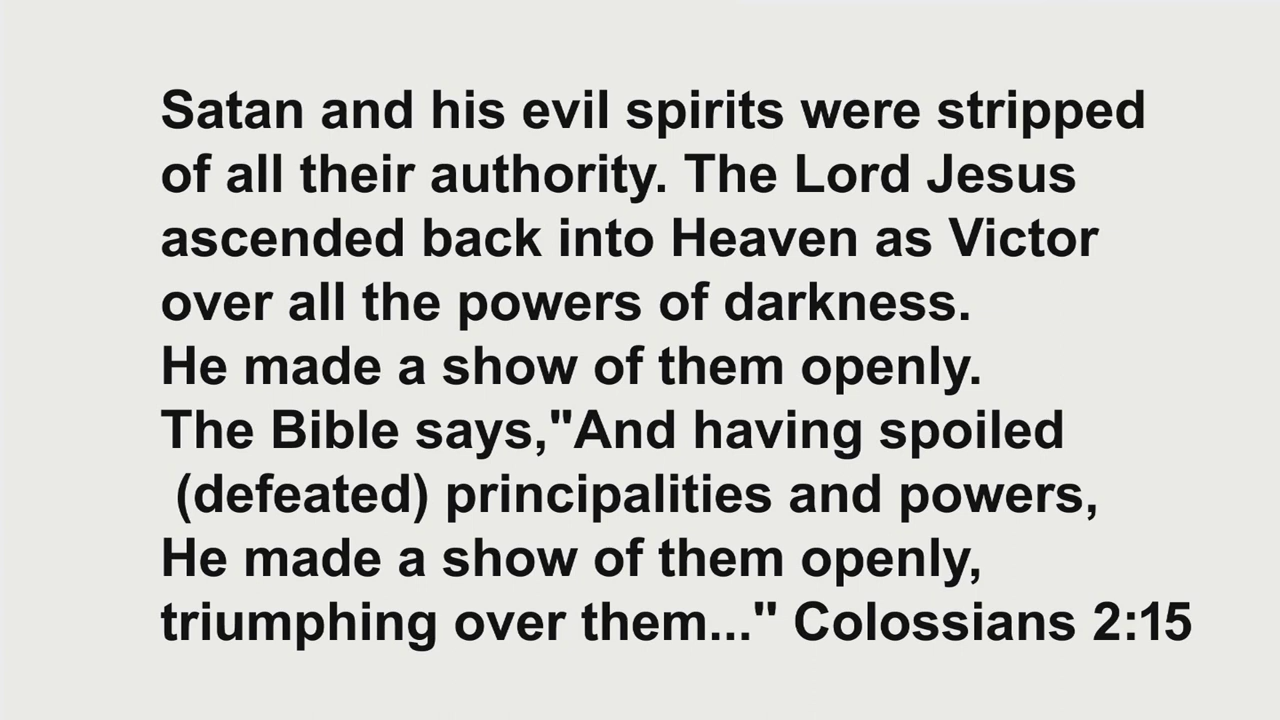 Satan and his evil spirits were stripped
of all their authority. The Lord Jesus
ascended back into Heaven as Victor
over all the powers of darkness.
He made a show of them openly.
The Bible says,"And having spoiled
(defeated) principalities and powers,
He made a show of them openly,
triumphing over them..." Colossians 2:15